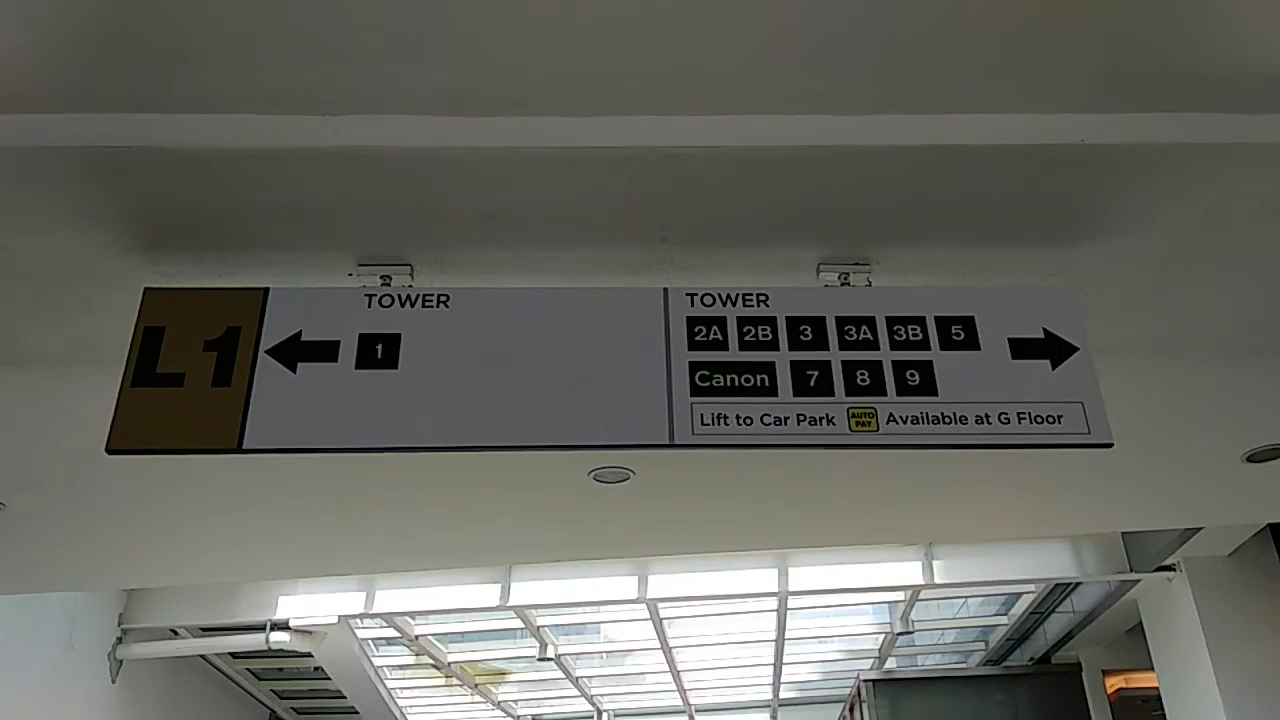 L1
TOWER
1
TOWER
2A 2B 3 3A 3B 5
Canon 7 8 9
Lift to Car Park AUTO PAY Available at G Floor